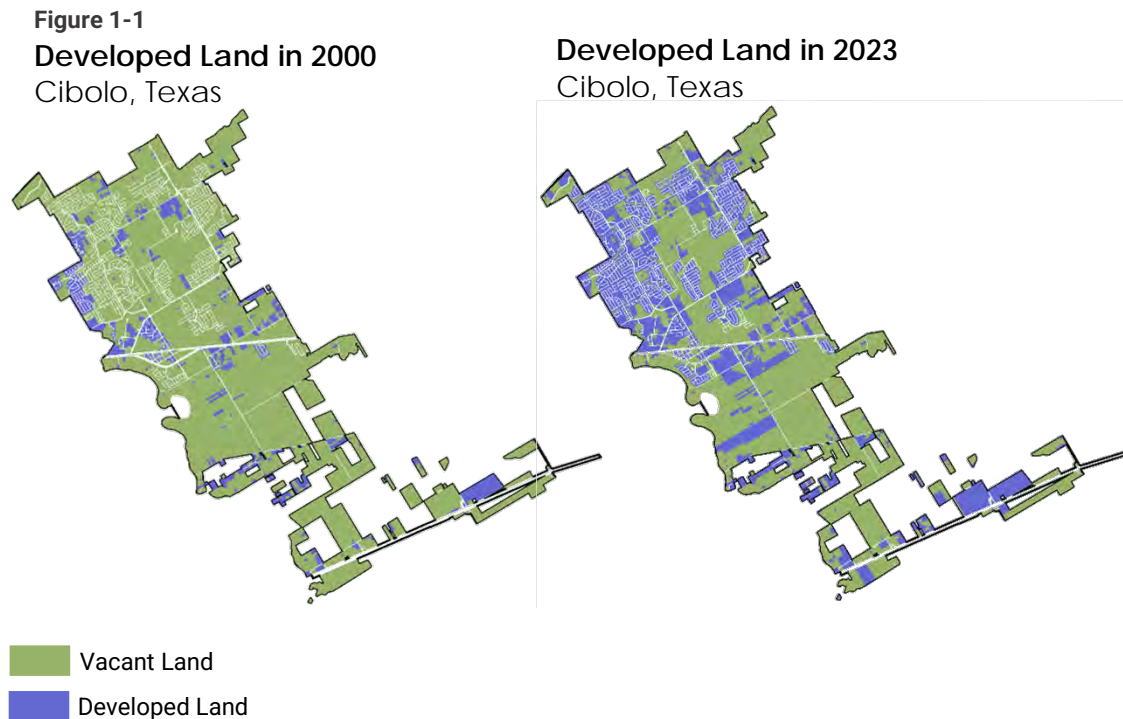 Figure 1-1
Developed Land in 2000
Cibolo, Texas
Developed Land in 2023
Cibolo, Texas
Vacant Land
Developed Land